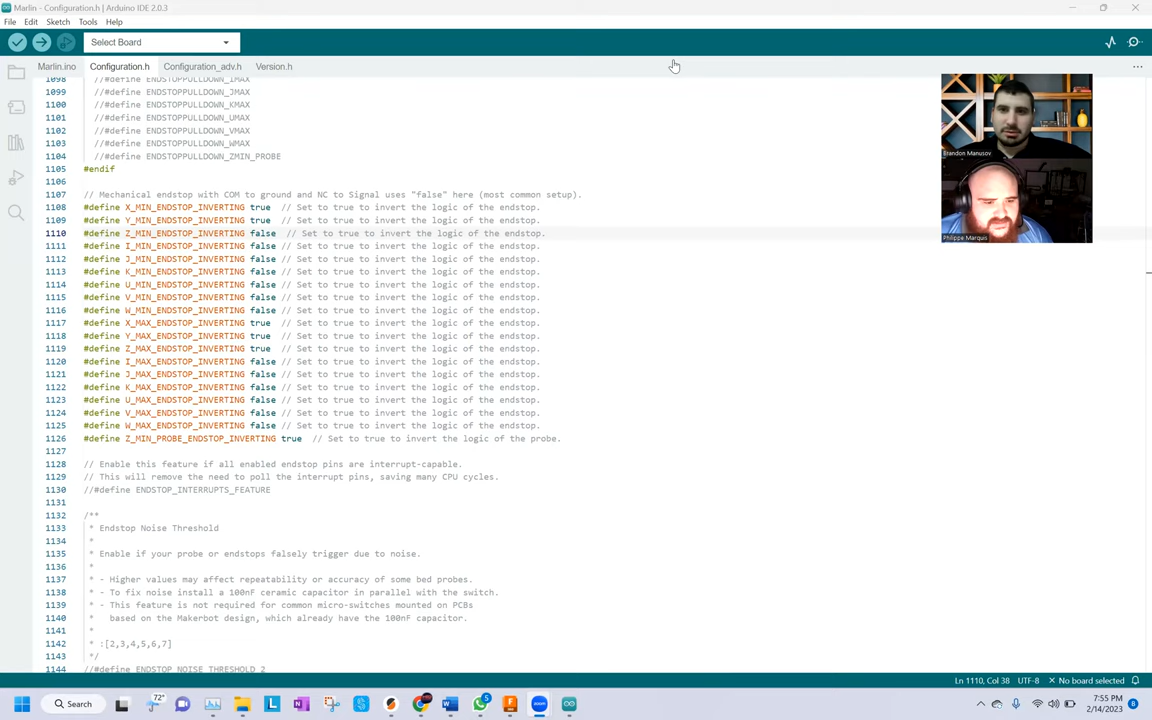 Marlin - Configuration.h | Arduino IDE 2.0.3
File Edit Sketch Tools Help
Select Board
Marlin.ino Configuration.h Configuration_adv.h Version.h
1098 //#define ENDSTOPPULLDOWN_IMAX
1099 //#define ENDSTOPPULLDOWN_JMAX
1100 //#define ENDSTOPPULLDOWN_KMAX
1101 //#define ENDSTOPPULLDOWN_UMAX
1102 //#define ENDSTOPPULLDOWN_VMAX
1103 //#define ENDSTOPPULLDOWN_WMAX
1104 //#define ENDSTOPPULLDOWN_ZMIN_PROBE
1105 #endif
1106
1107 // Mechanical endstop with COM to ground and NC to Signal uses "false" here (most common setup).
1108 #define X_MIN_ENDSTOP_INVERTING true // Set to true to invert the logic of the endstop.
1109 #define Y_MIN_ENDSTOP_INVERTING true // Set to true to invert the logic of the endstop.
1110 #define Z_MIN_ENDSTOP_INVERTING false // Set to true to invert the logic of the endstop.
1111 #define I_MIN_ENDSTOP_INVERTING false // Set to true to invert the logic of the endstop.
1112 #define J_MIN_ENDSTOP_INVERTING false // Set to true to invert the logic of the endstop.
1113 #define K_MIN_ENDSTOP_INVERTING false // Set to true to invert the logic of the endstop.
1114 #define U_MIN_ENDSTOP_INVERTING false // Set to true to invert the logic of the endstop.
1115 #define V_MIN_ENDSTOP_INVERTING false // Set to true to invert the logic of the endstop.
1116 #define W_MIN_ENDSTOP_INVERTING false // Set to true to invert the logic of the endstop.
1117 #define X_MAX_ENDSTOP_INVERTING true // Set to true to invert the logic of the endstop.
1118 #define Y_MAX_ENDSTOP_INVERTING true // Set to true to invert the logic of the endstop.
1119 #define Z_MAX_ENDSTOP_INVERTING true // Set to true to invert the logic of the endstop.
1120 #define I_MAX_ENDSTOP_INVERTING false // Set to true to invert the logic of the endstop.
1121 #define J_MAX_ENDSTOP_INVERTING false // Set to true to invert the logic of the endstop.
1122 #define K_MAX_ENDSTOP_INVERTING false // Set to true to invert the logic of the endstop.
1123 #define U_MAX_ENDSTOP_INVERTING false // Set to true to invert the logic of the endstop.
1124 #define V_MAX_ENDSTOP_INVERTING false // Set to true to invert the logic of the endstop.
1125 #define W_MAX_ENDSTOP_INVERTING false // Set to true to invert the logic of the endstop.
1126 #define Z_MIN_PROBE_ENDSTOP_INVERTING true // Set to true to invert the logic of the probe.
1127
1128 // Enable this feature if all enabled endstop pins are interrupt-capable.
1129 // This will remove the need to poll the interrupt pins, saving many CPU cycles.
1130 //#define ENDSTOP_INTERRUPTS_FEATURE
1131
1132 /**
1133 * Endstop Noise Threshold
1134 *
1135 * Enable if your probe or endstops falsely trigger due to noise.
1136 *
1137 * - Higher values may affect repeatability or accuracy of some bed probes.
1138 * - To fix noise install a 100nF ceramic capacitor in parallel with the switch.
1139 * - This feature is not required for common micro-switches mounted on PCBs
1140 * based on the Makerbot design, which already have the 100nF capacitor.
1141 *
1142 * :[2,3,4,5,6,7]
1143 */
1144 //#define ENDSTOP_NOISE_THRESHOLD 2
Brandon Manusov
Philippe Marquis
Ln 1110, Col 38 UTF-8 No board selected
Search
72°
5
7:55 PM
2/14/2023
8